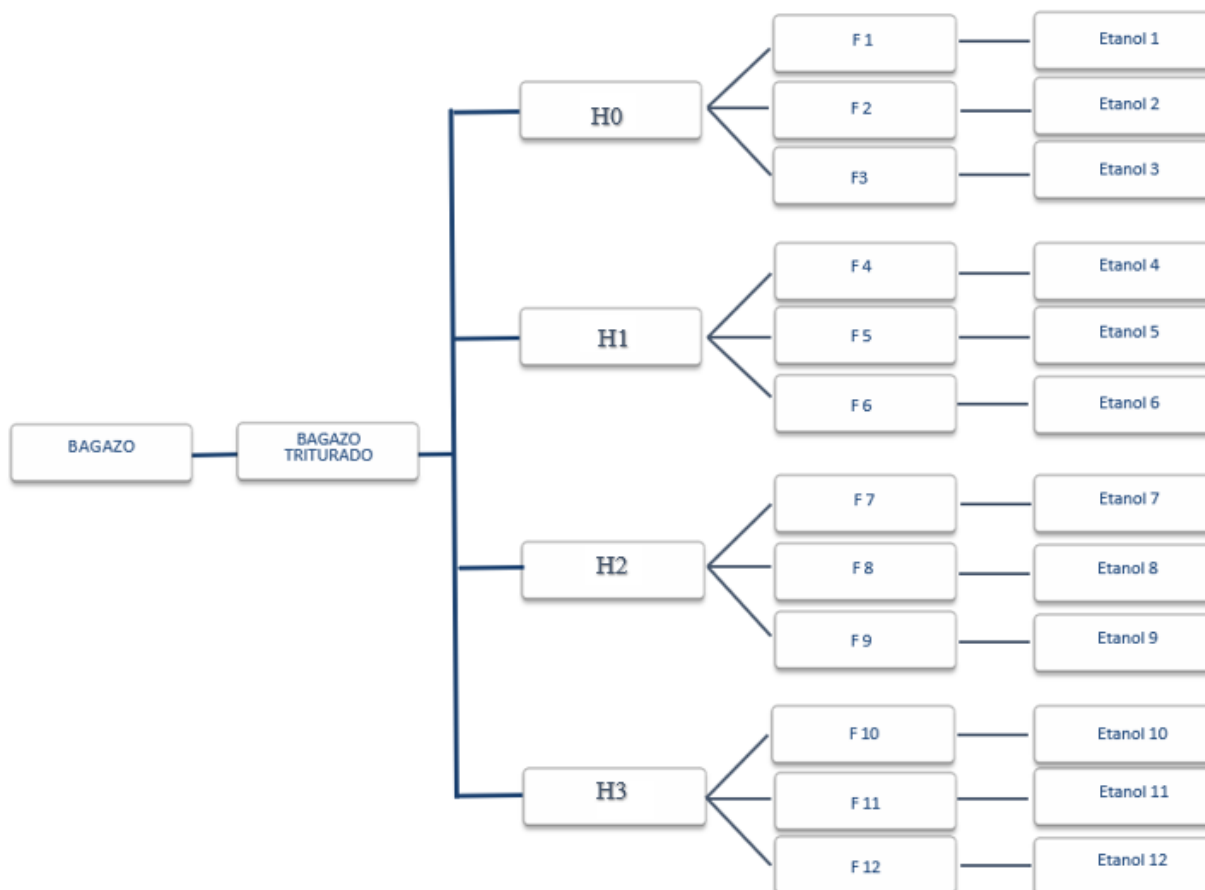 BAGAZO
BAGAZO
TRITURADO
H0
F 1
Etanol 1
F 2
Etanol 2
F3
Etanol 3
H1
F 4
Etanol 4
F 5
Etanol 5
F 6
Etanol 6
H2
F 7
Etanol 7
F 8
Etanol 8
F 9
Etanol 9
H3
F 10
Etanol 10
F 11
Etanol 11
F 12
Etanol 12